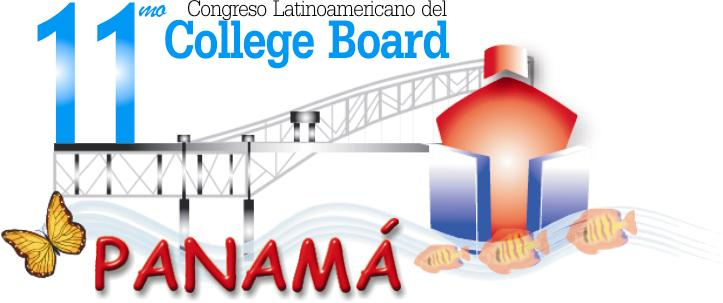 11mo Congreso Latinoamericano del
College Board
PANAMÁ